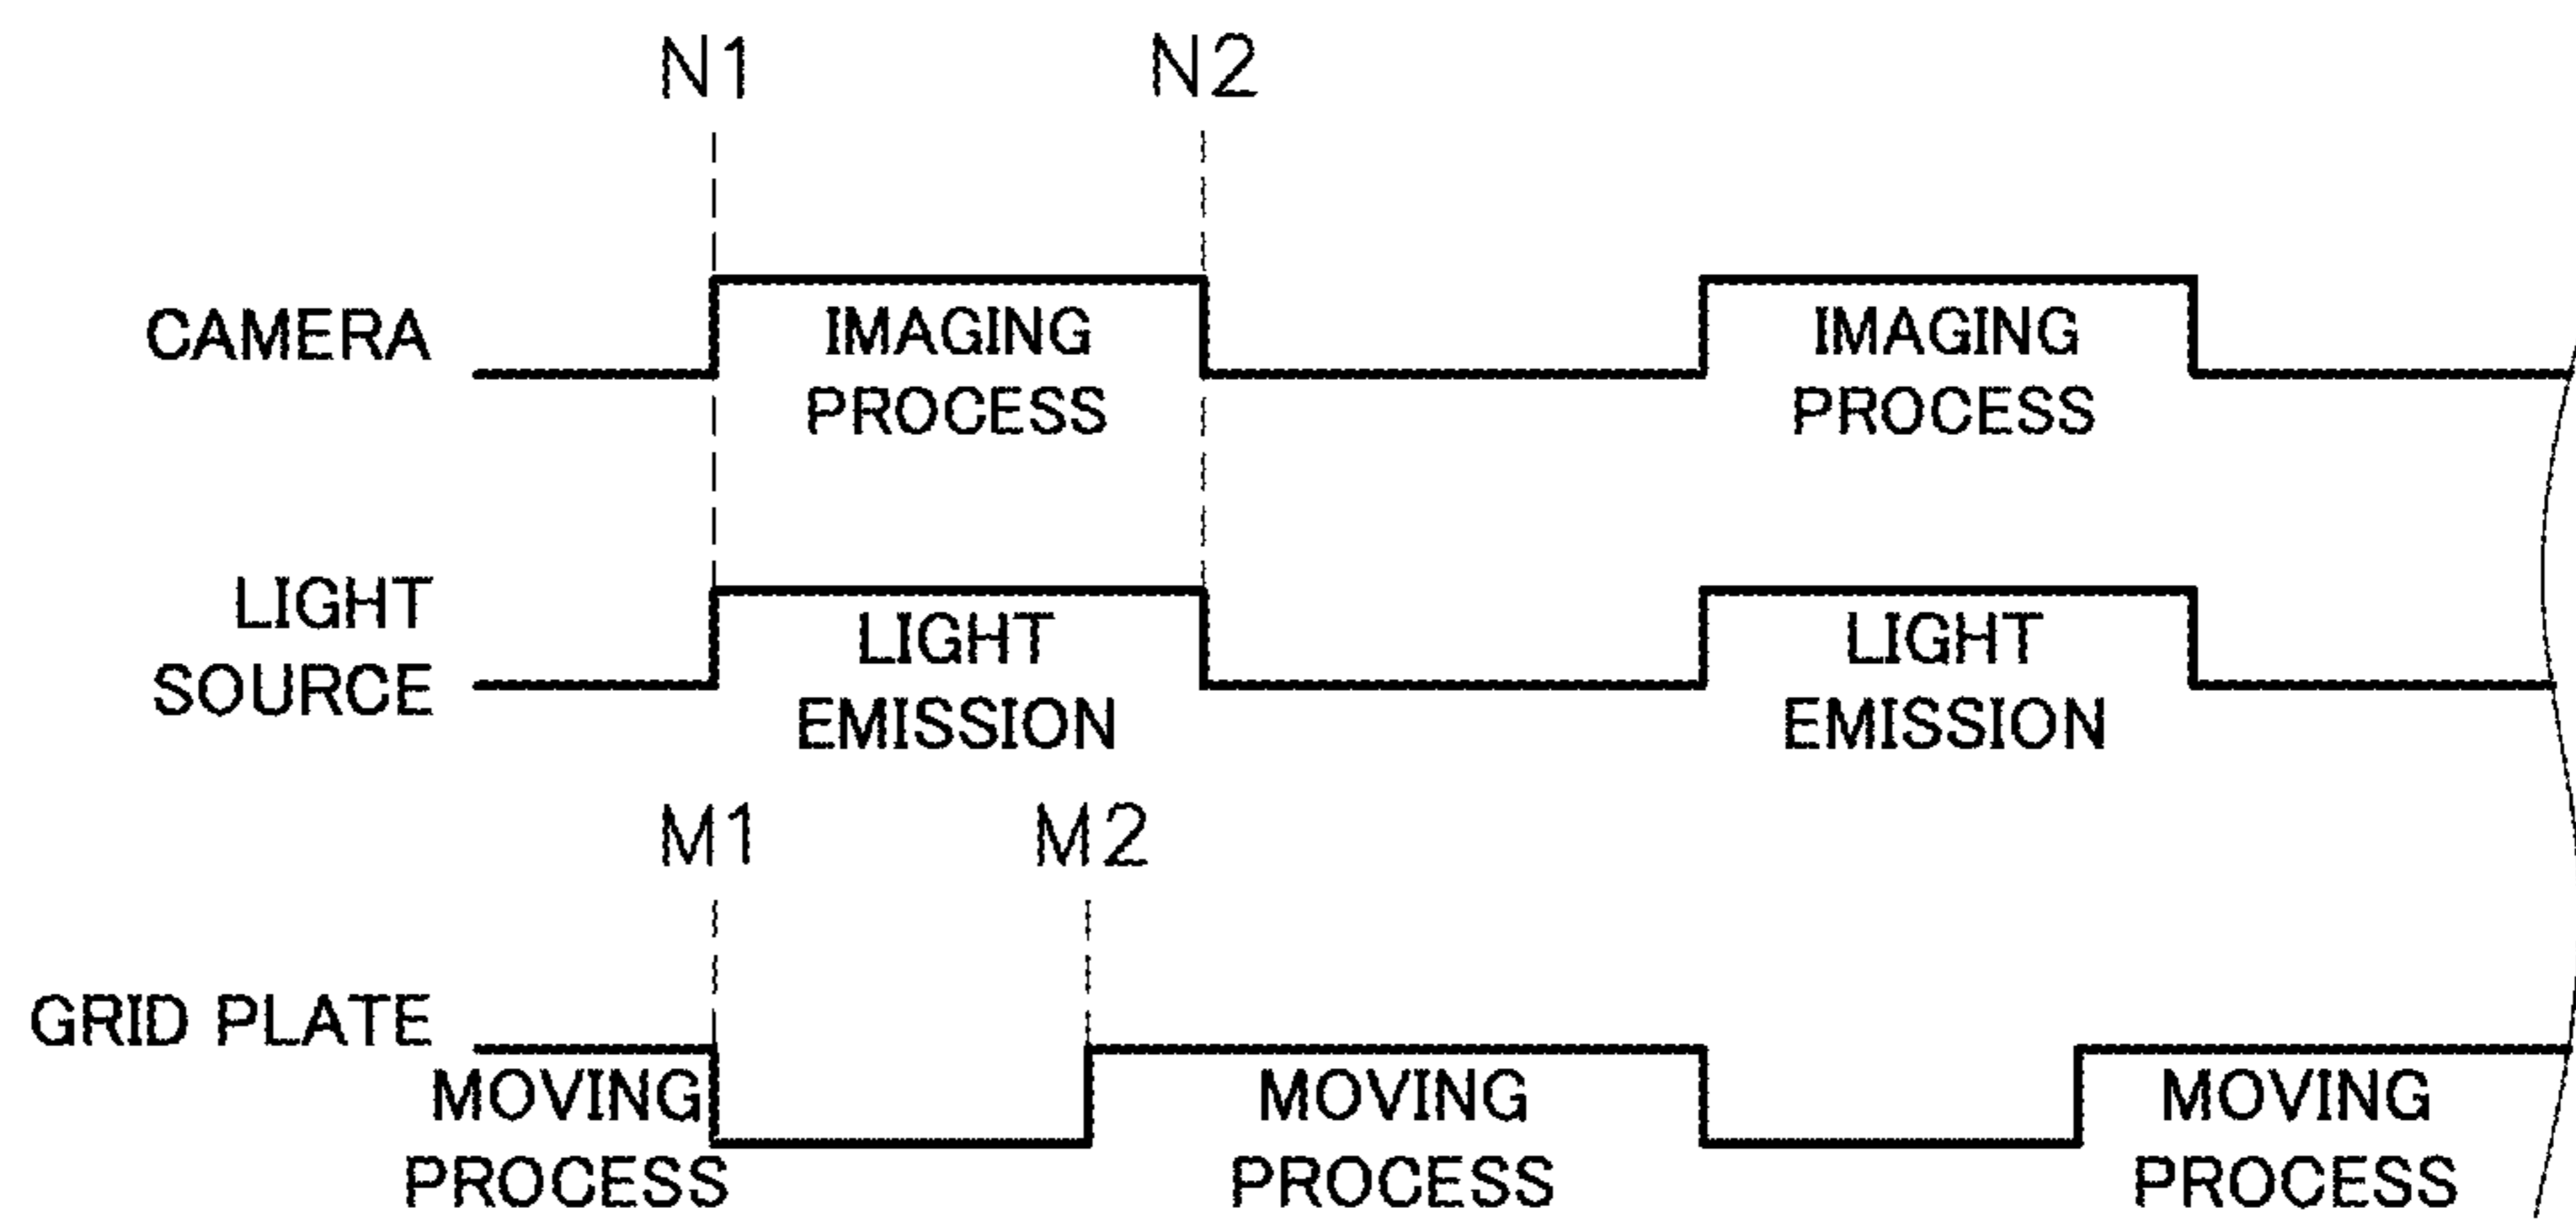 N1 N2
CAMERA
IMAGING IMAGING
PROCESS PROCESS
LIGHT LIGHT LIGHT
SOURCE EMISSION EMISSION
M1 M2
GRID PLATE
MOVING MOVING MOVING
PROCESS PROCESS PROCESS